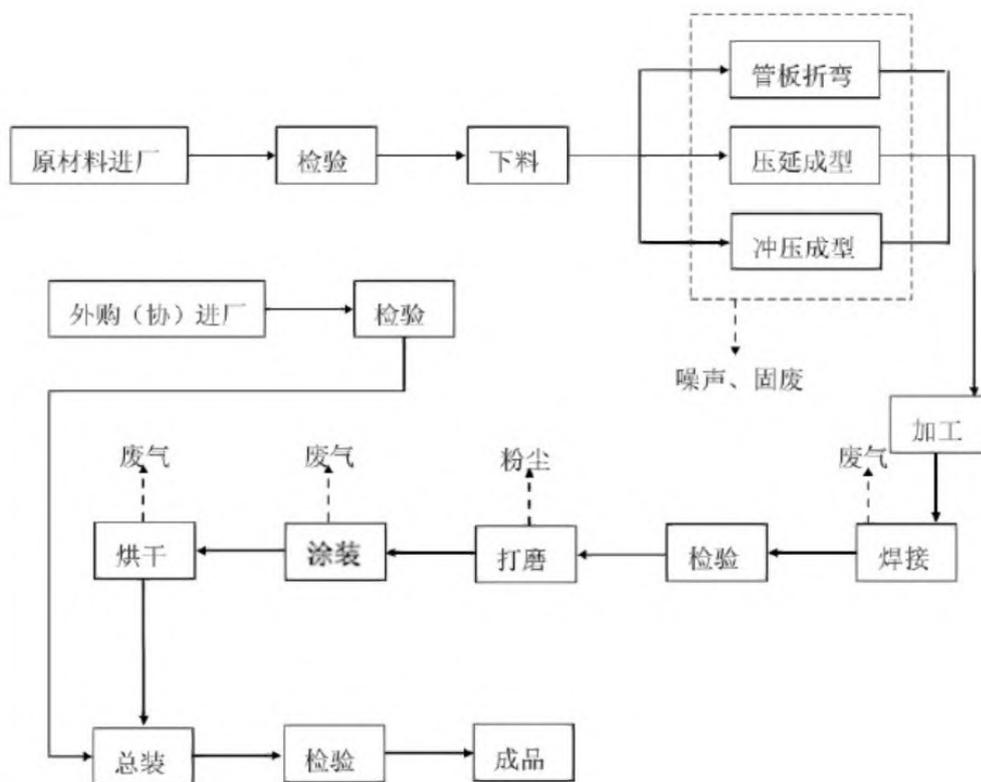 管板折弯
原材料进厂
检验
下料
压延成型
冲压成型
外购（协）进厂
检验
噪声、固废
加工
废气
废气
粉尘
废气
烘干
涂装
打磨
检验
焊接
总装
检验
成品